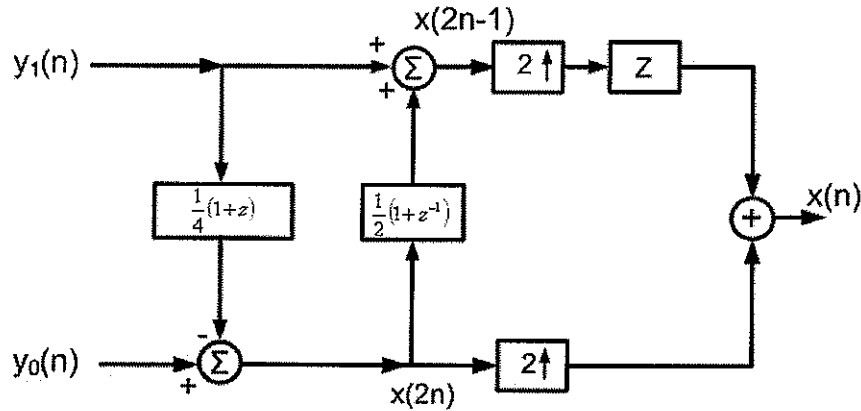 x(2n-1)
y₁(n)
+
+
Σ
2↑
Z
1/4 (1+z)
1/2 (1+z⁻¹)
+
x(n)
-
y₀(n)
+
Σ
x(2n)
2↑